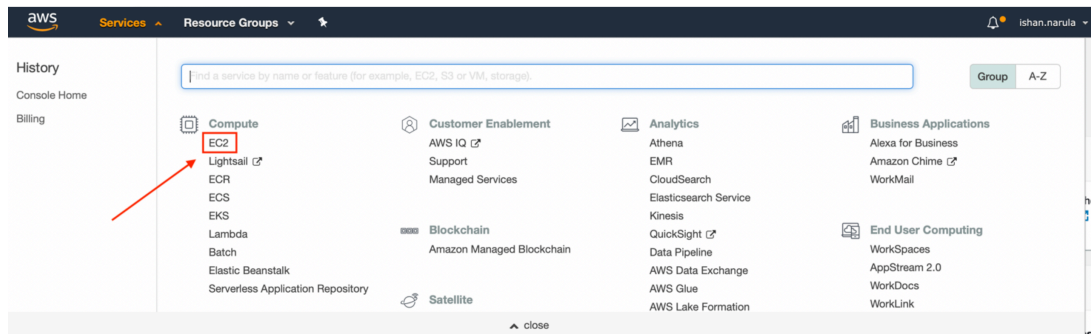 aws
Services
Resource Groups
ishan.narula
History
Console Home
Billing
Find a service by name or feature (for example, EC2, S3 or VM, storage).
Group
A-Z
Compute
EC2
Lightsail
ECR
ECS
EKS
Lambda
Batch
Elastic Beanstalk
Serverless Application Repository
Customer Enablement
AWS IQ
Support
Managed Services
Blockchain
Amazon Managed Blockchain
Satellite
Analytics
Athena
EMR
CloudSearch
Elasticsearch Service
Kinesis
QuickSight
Data Pipeline
AWS Data Exchange
AWS Glue
AWS Lake Formation
Business Applications
Alexa for Business
Amazon Chime
WorkMail
End User Computing
WorkSpaces
AppStream 2.0
WorkDocs
WorkLink
close